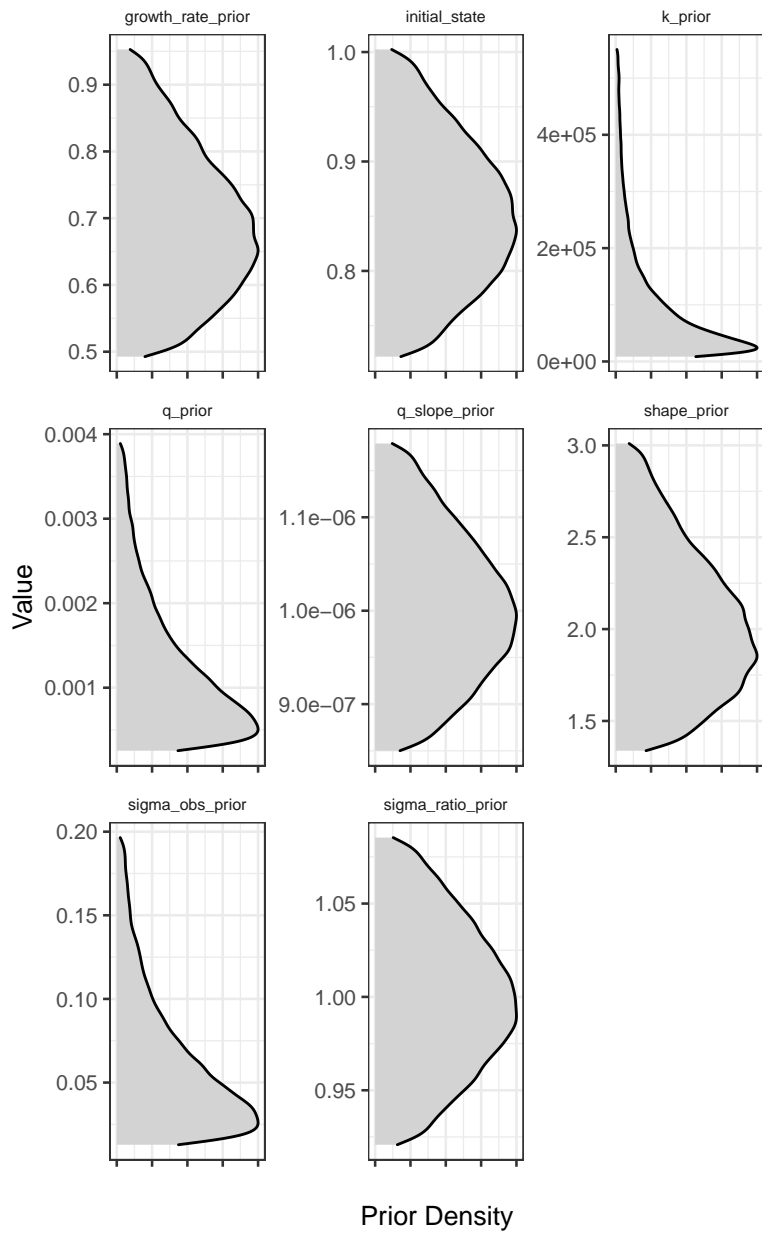 growth_rate_prior
initial_state
k_prior
0.9
0.8
0.7
0.6
0.5
1.0
0.9
0.8
4e+05
2e+05
0e+00
q_prior
q_slope_prior
shape_prior
0.004
0.003
0.002
0.001
1.1e−06
1.0e−06
9.0e−07
3.0
2.5
2.0
1.5
Value
sigma_obs_prior
sigma_ratio_prior
0.20
0.15
0.10
0.05
1.05
1.00
0.95
Prior Density